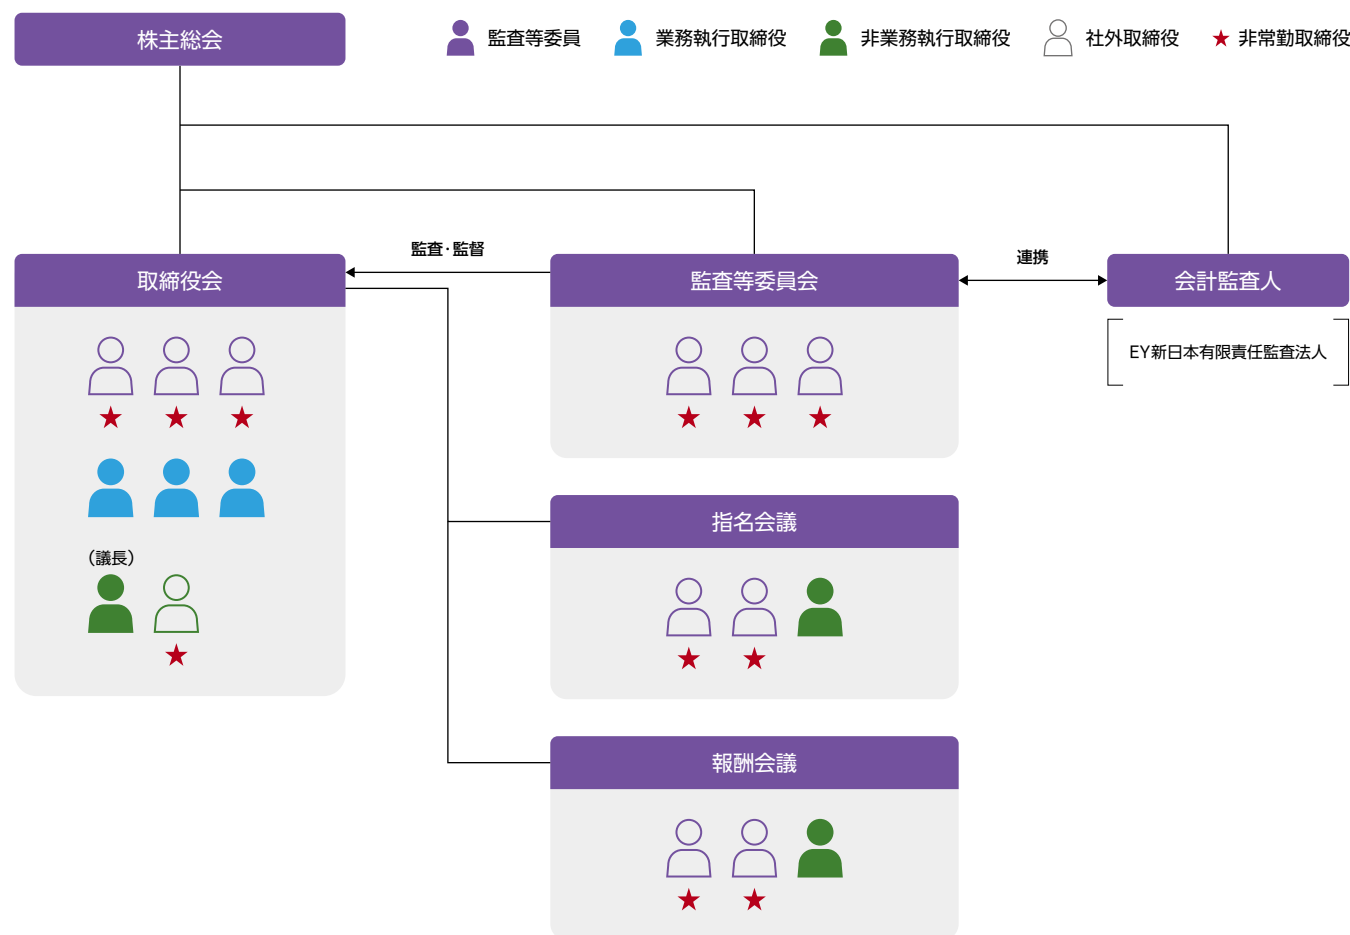 株主総会
監査等委員
業務執行取締役
非業務執行取締役
社外取締役
★ 非常勤取締役
監査・監督
連携
取締役会
監査等委員会
会計監査人
EY新日本有限責任監査法人
指名会議
（議長）
報酬会議